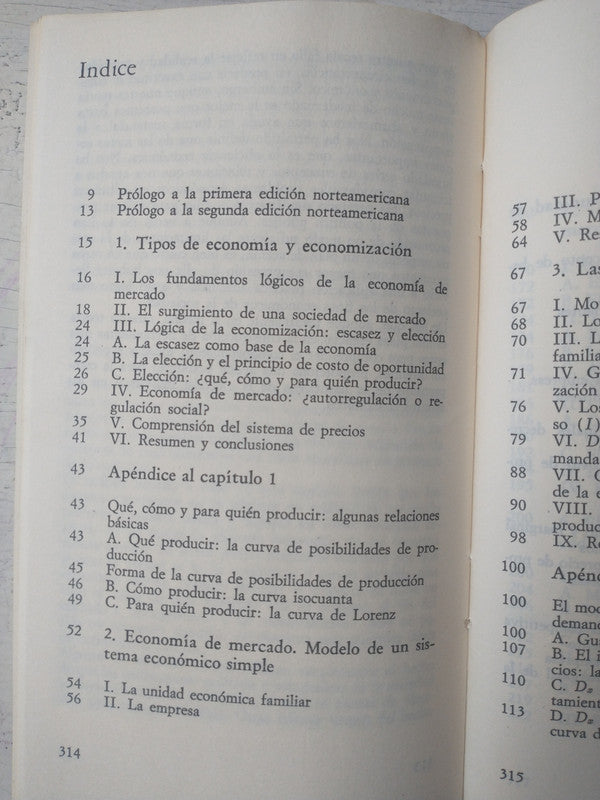 Indice
9 Prólogo a la primera edición norteamericana
13 Prólogo a la segunda edición norteamericana
15 1. Tipos de economía y economización
16 I. Los fundamentos lógicos de la economía de
mercado
18 II. El surgimiento de una sociedad de mercado
24 III. Lógica de la economización: escasez y elección
24 A. La escasez como base de la economía
25 B. La elección y el principio de costo de oportunidad
26 C. Elección: ¿qué, cómo y para quién producir?
29 IV. Economía de mercado: ¿autorregulación o re-
gulación social?
35 V. Comprensión del sistema de precios
41 VI. Resumen y conclusiones
43 Apéndice al capítulo 1
43 Qué, cómo y para quién producir: algunas relaciones
básicas
43 A. Qué producir: la curva de posibilidades de pro-
ducción
45 Forma de la curva de posibilidades de producción
46 B. Cómo producir: la curva isocuanta
49 C. Para quién producir: la curva de Lorenz
52 2. Economía de mercado. Modelo de un sis-
tema económico simple
54 I. La unidad económica familiar
56 II. La empresa
314
57 III. P
58 IV. M
64 V. Re
67 3. Las
67 I. Mo
68 II. Lo
70 III. L
familia
71 IV. G
zación
76 V. Los
so (I)
79 VI. D
manda
88 VII. C
de la e
90 VIII.
produc
98 IX. R
100 Apénd
100 El mod
demand
100 A. Gu
107 B. El i
cios: la
110 C. Dx
tamient
113 D. Dx
curva d
315